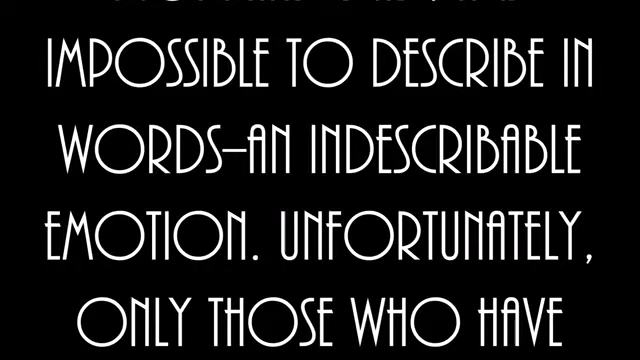 IMPOSSIBLE TO DESCRIBE IN
WORDS—AN INDESCRIBABLE
EMOTION. UNFORTUNATELY,
ONLY THOSE WHO HAVE